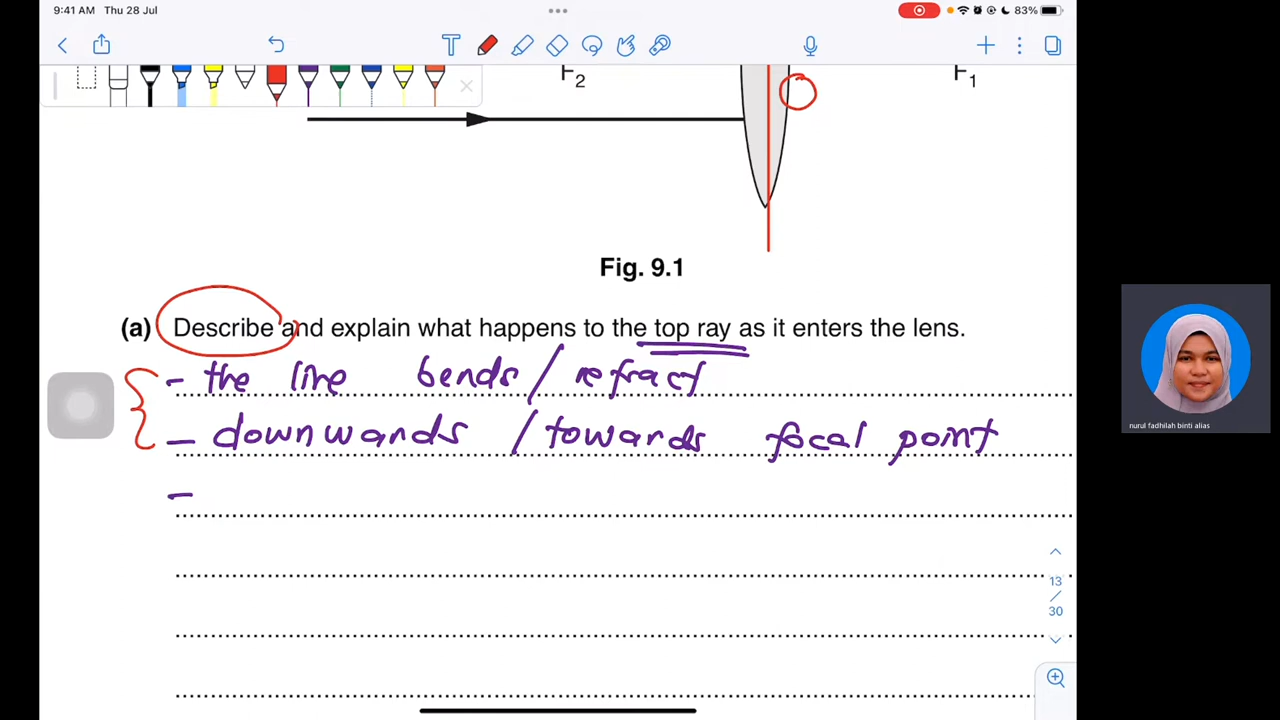 9:41 AM Thu 28 Jul
83%
F2
F1
Fig. 9.1
(a) Describe and explain what happens to the top ray as it enters the lens.
- the line bends / refract
- downwards / towards focal point
-
13
/
30
nurul fadhilah binti alias